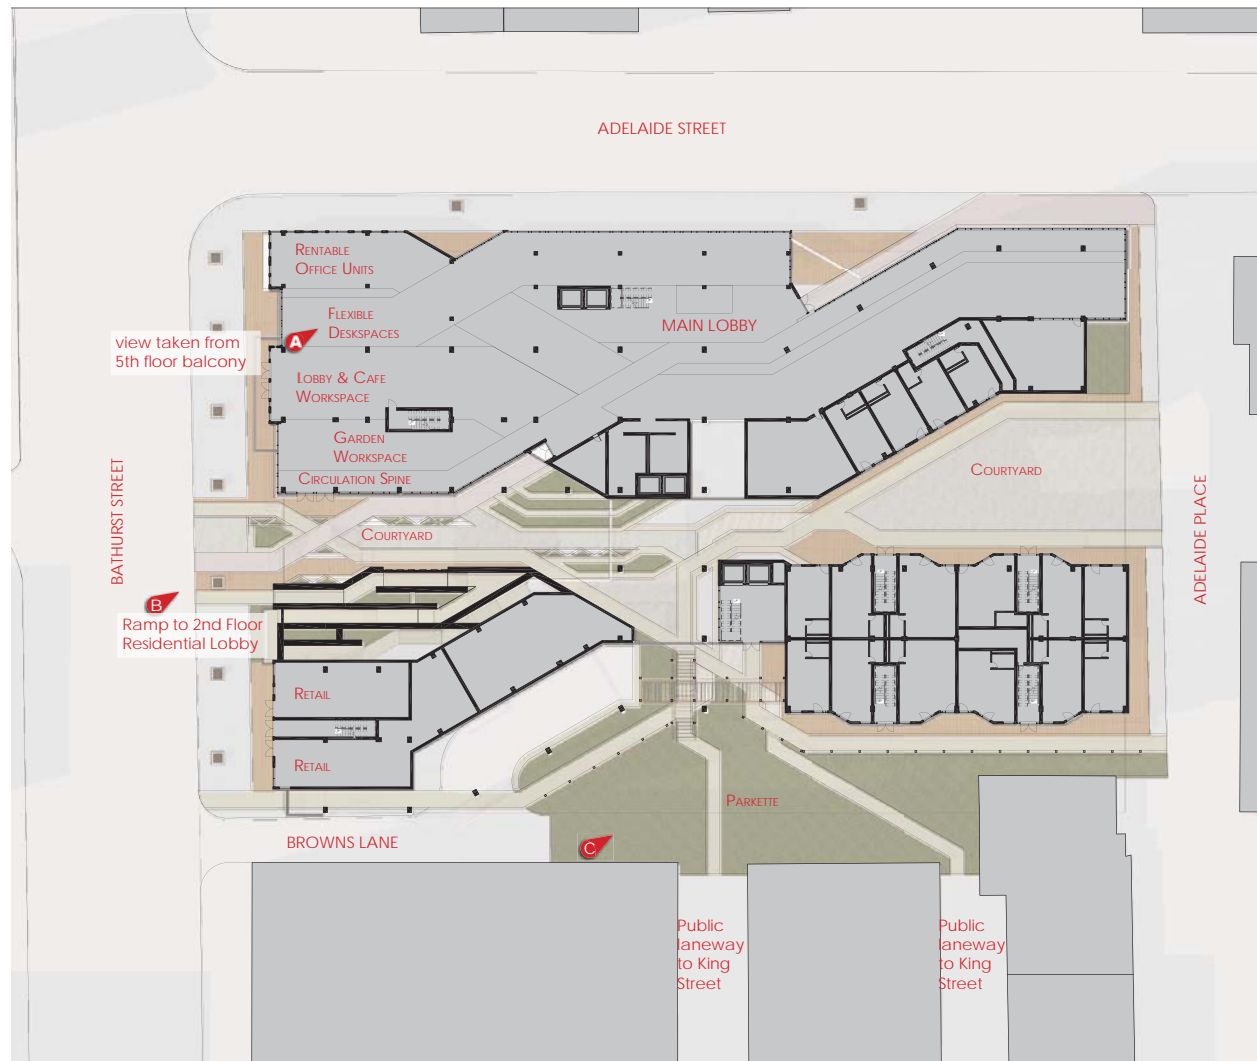 ADELAIDE STREET
RENTABLE
OFFICE UNITS
FLEXIBLE
DESKSPACES
MAIN LOBBY
A
view taken from
5th floor balcony
LOBBY & CAFE
WORKSPACE
GARDEN
WORKSPACE
CIRCULATION SPINE
COURTYARD
BATHURST STREET
COURTYARD
ADELAIDE PLACE
B
Ramp to 2nd Floor
Residential Lobby
RETAIL
RETAIL
PARKETTE
BROWNS LANE
C
Public
laneway
to King
Street
Public
laneway
to King
Street